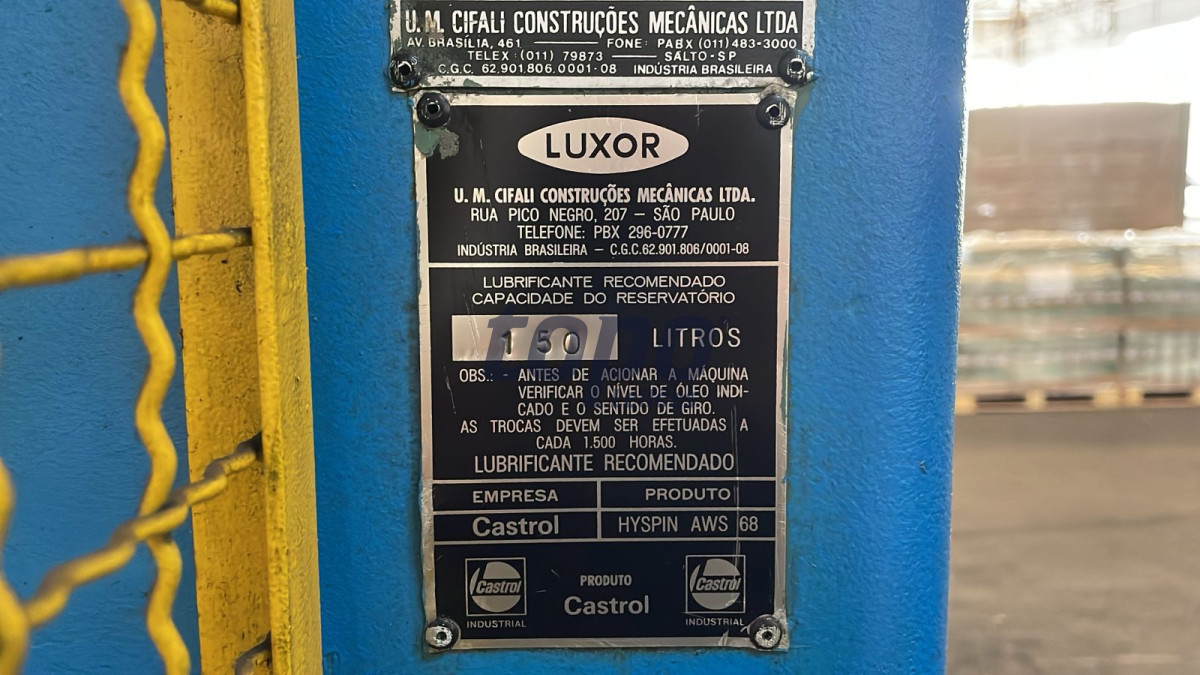 U. M. CIFALI CONSTRUÇÕES MECÂNICAS LTDA
AV. BRASÍLIA, 461 ——— FONE: PABX (011) 483-3000
TELEX: (011) 79873 ——— SALTO-SP
C.G.C. 62.901.806.0001-08 INDÚSTRIA BRASILEIRA
LUXOR
U. M. CIFALI CONSTRUÇÕES MECÂNICAS LTDA.
RUA PICO NEGRO, 207 — SÃO PAULO
TELEFONE: PBX 296-0777
INDÚSTRIA BRASILEIRA — C.G.C.62.901.806/0001-08
LUBRIFICANTE RECOMENDADO
CAPACIDADE DO RESERVATÓRIO
150 LITROS
OBS.: - ANTES DE ACIONAR A MÁQUINA
VERIFICAR O NÍVEL DE ÓLEO INDI-
CADO E O SENTIDO DE GIRO.
AS TROCAS DEVEM SER EFETUADAS A
CADA 1.500 HORAS.
LUBRIFICANTE RECOMENDADO
EMPRESA PRODUTO
Castrol HYSPIN AWS 68
Castrol PRODUTO Castrol
Castrol
INDUSTRIAL INDUSTRIAL